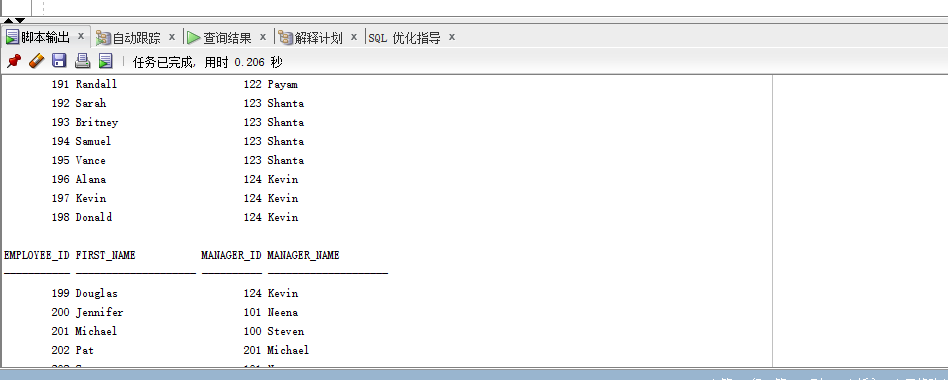 脚本输出 x 自动跟踪 x 查询结果 x 解释计划 x SQL 优化指导 x
任务已完成, 用时 0.206 秒
191 Randall 122 Payam
192 Sarah 123 Shanta
193 Britney 123 Shanta
194 Samuel 123 Shanta
195 Vance 123 Shanta
196 Alana 124 Kevin
197 Kevin 124 Kevin
198 Donald 124 Kevin
EMPLOYEE_ID FIRST_NAME MANAGER_ID MANAGER_NAME
199 Douglas 124 Kevin
200 Jennifer 101 Neena
201 Michael 100 Steven
202 Pat 201 Michael